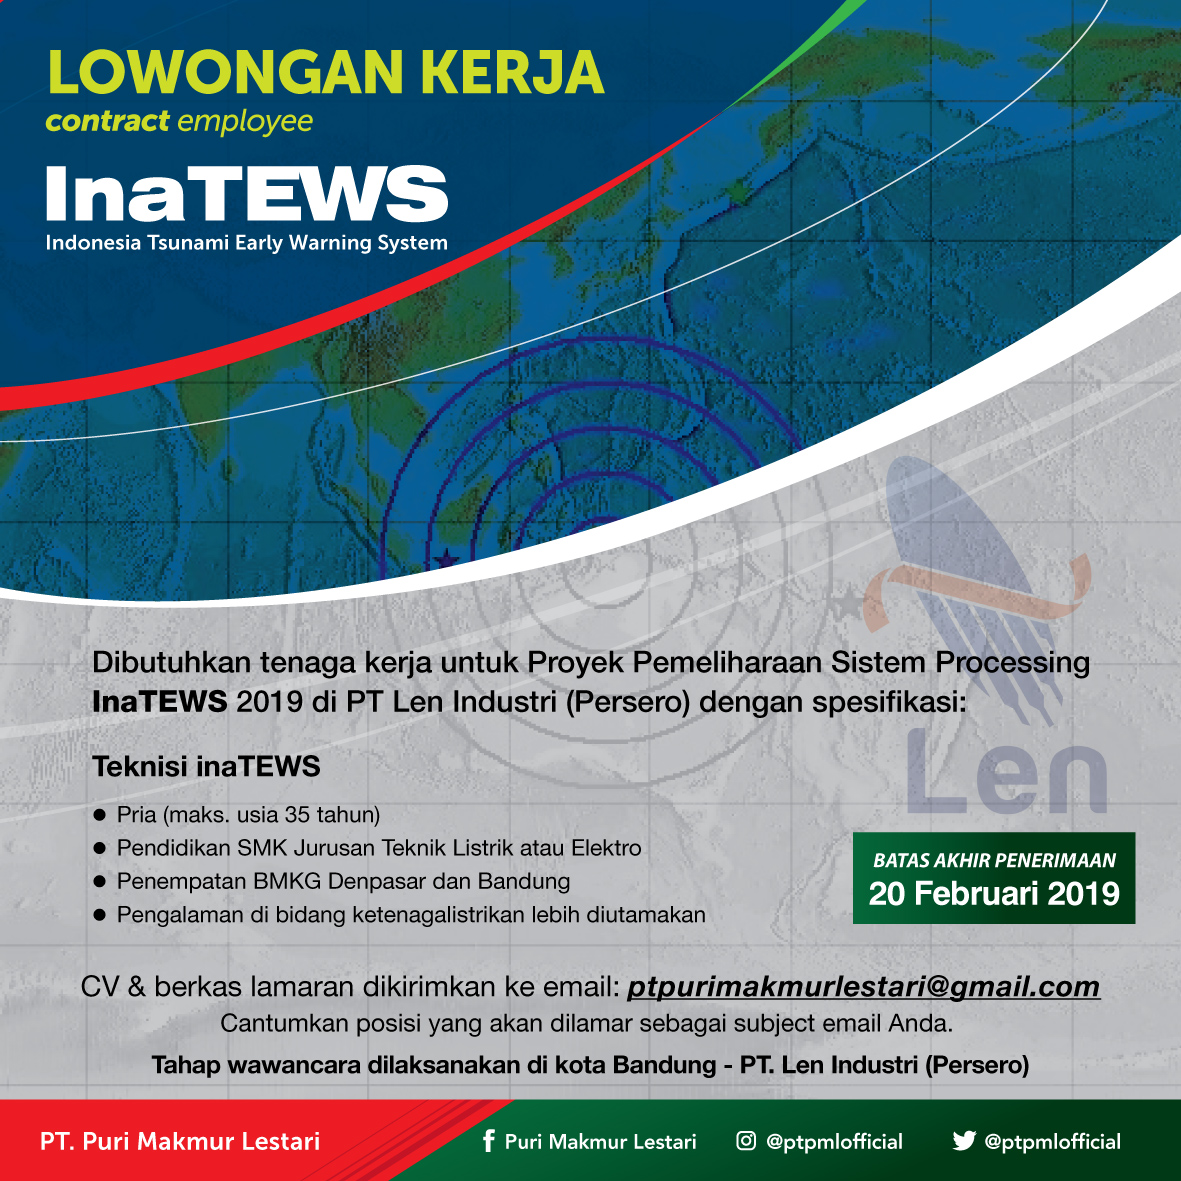 LOWONGAN KERJA
contract employee
InaTEWS
Indonesia Tsunami Early Warning System
Dibutuhkan tenaga kerja untuk Proyek Pemeliharaan Sistem Processing
InaTEWS 2019 di PT Len Industri (Persero) dengan spesifikasi:
Len
Teknisi inaTEWS
● Pria (maks. usia 35 tahun)
● Pendidikan SMK Jurusan Teknik Listrik atau Elektro
● Penempatan BMKG Denpasar dan Bandung
● Pengalaman di bidang ketenagalistrikan lebih diutamakan
BATAS AKHIR PENERIMAAN
20 Februari 2019
CV & berkas lamaran dikirimkan ke email: ptpurimakmurlestari@gmail.com
Cantumkan posisi yang akan dilamar sebagai subject email Anda.
Tahap wawancara dilaksanakan di kota Bandung - PT. Len Industri (Persero)
PT. Puri Makmur Lestari
Puri Makmur Lestari
@ptpmlofficial
@ptpmlofficial